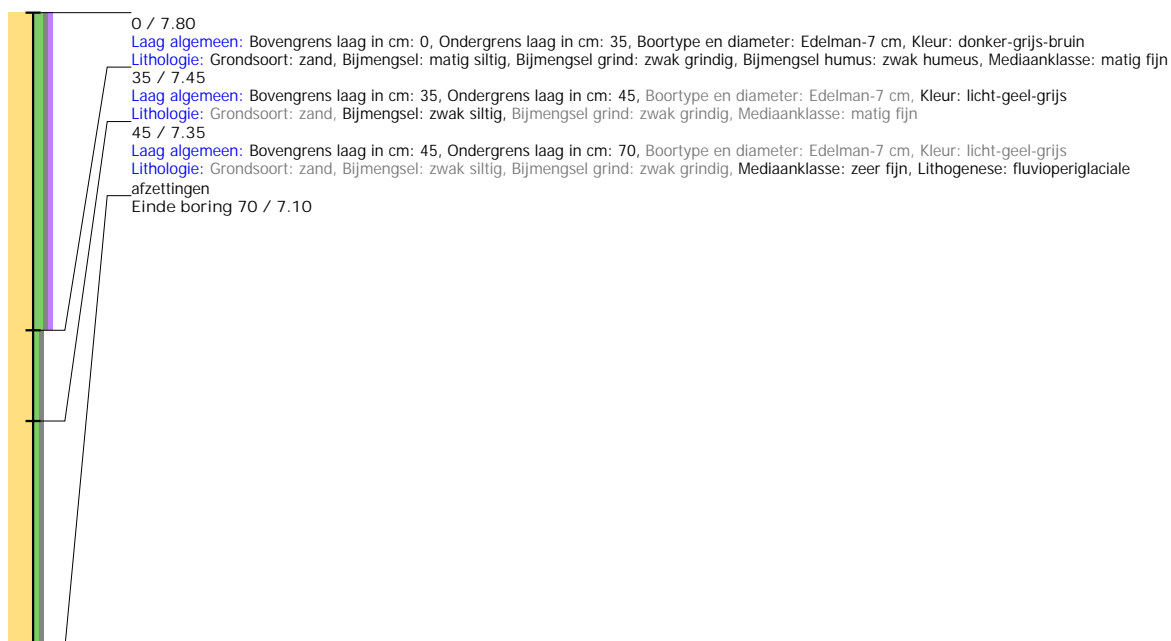 0 / 7.80
Laag algemeen: Bovengrens laag in cm: 0, Ondergrens laag in cm: 35, Boortype en diameter: Edelman-7 cm, Kleur: donker-grijs-bruin
Lithologie: Grondsoort: zand, Bijmengsel: matig siltig, Bijmengsel grind: zwak grindig, Bijmengsel humus: zwak humeus, Mediaanklasse: matig fijn
35 / 7.45
Laag algemeen: Bovengrens laag in cm: 35, Ondergrens laag in cm: 45, Boortype en diameter: Edelman-7 cm, Kleur: licht-geel-grijs
Lithologie: Grondsoort: zand, Bijmengsel: zwak siltig, Bijmengsel grind: zwak grindig, Mediaanklasse: matig fijn
45 / 7.35
Laag algemeen: Bovengrens laag in cm: 45, Ondergrens laag in cm: 70, Boortype en diameter: Edelman-7 cm, Kleur: licht-geel-grijs
Lithologie: Grondsoort: zand, Bijmengsel: zwak siltig, Bijmengsel grind: zwak grindig, Mediaanklasse: zeer fijn, Lithogenese: fluvioperiglaciale
afzettingen
Einde boring 70 / 7.10